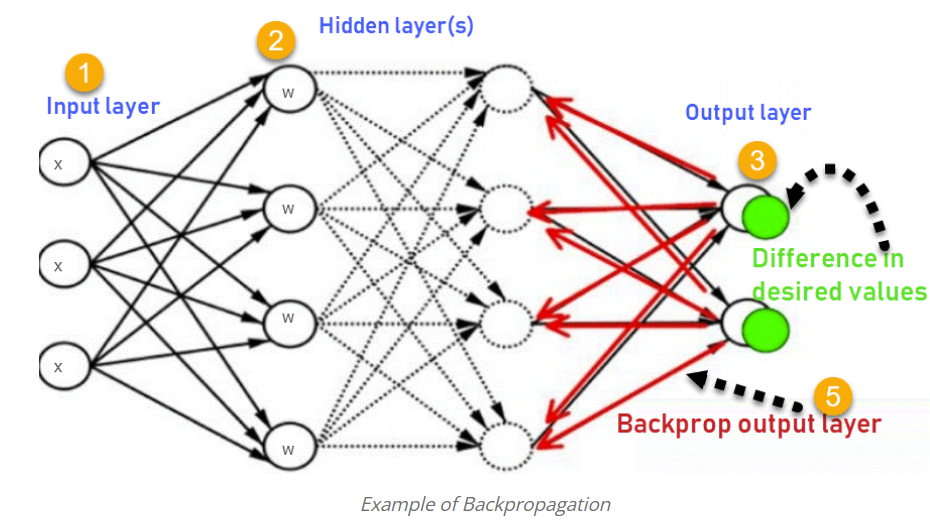 2
Hidden layer(s)
1
Input layer
Output layer
3
x
x
x
w
w
w
w
Difference in
desired values
5
Backprop output layer
Example of Backpropagation